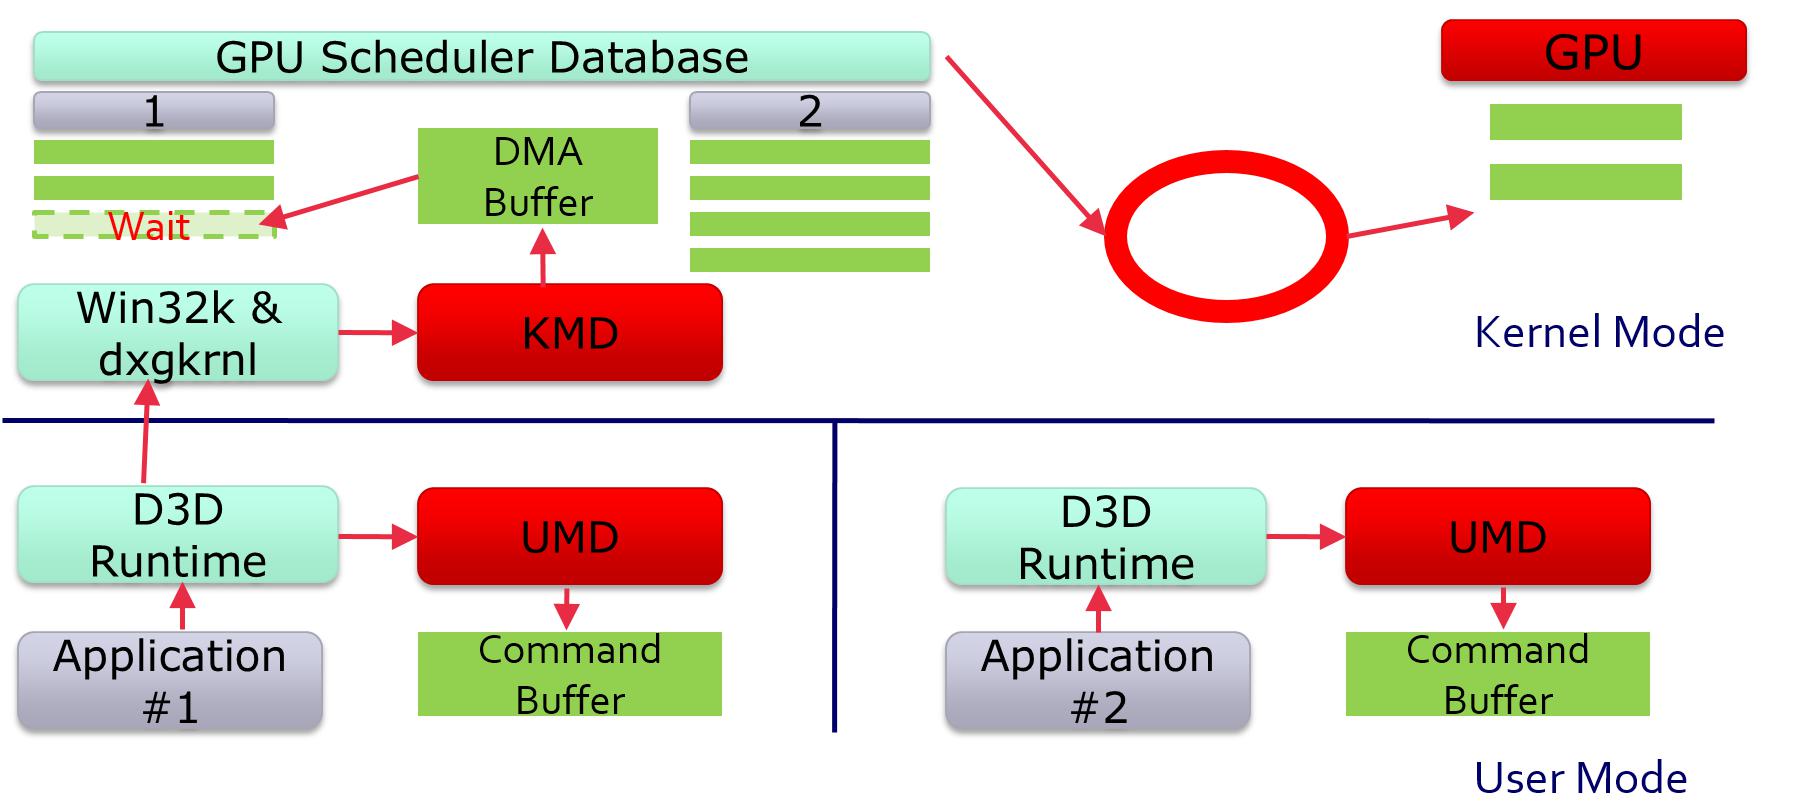 GPU Scheduler Database
GPU
1
2
DMA
Buffer
Wait
Win32k &
dxgkrnl
KMD
Kernel Mode
D3D
Runtime
UMD
D3D
Runtime
UMD
Application
#1
Command
Buffer
Application
#2
Command
Buffer
User Mode